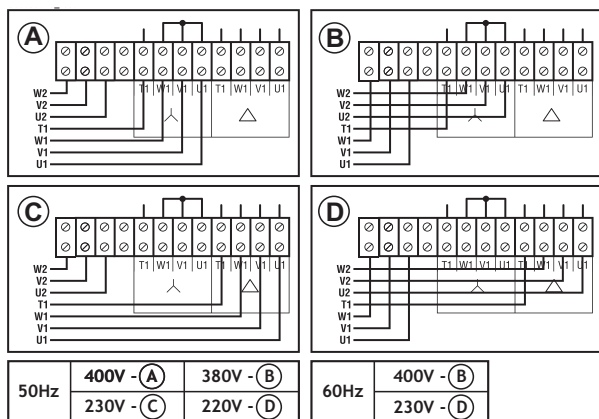 A
T1 W1 V1 U1 T1 W1 V1 U1
W2
V2
U2
T1
W1
V1
U1
B
T1 W1 V1 U1 T1 W1 V1 U1
W2
V2
U2
T1
W1
V1
U1
C
T1 W1 V1 U1 T1 W1 V1 U1
W2
V2
U2
T1
W1
V1
U1
D
T1 W1 V1 U1 T1 W1 V1 U1
W2
V2
U2
T1
W1
V1
U1
50Hz
400V - A 380V - B
230V - C 220V - D
60Hz
400V - B
230V - D